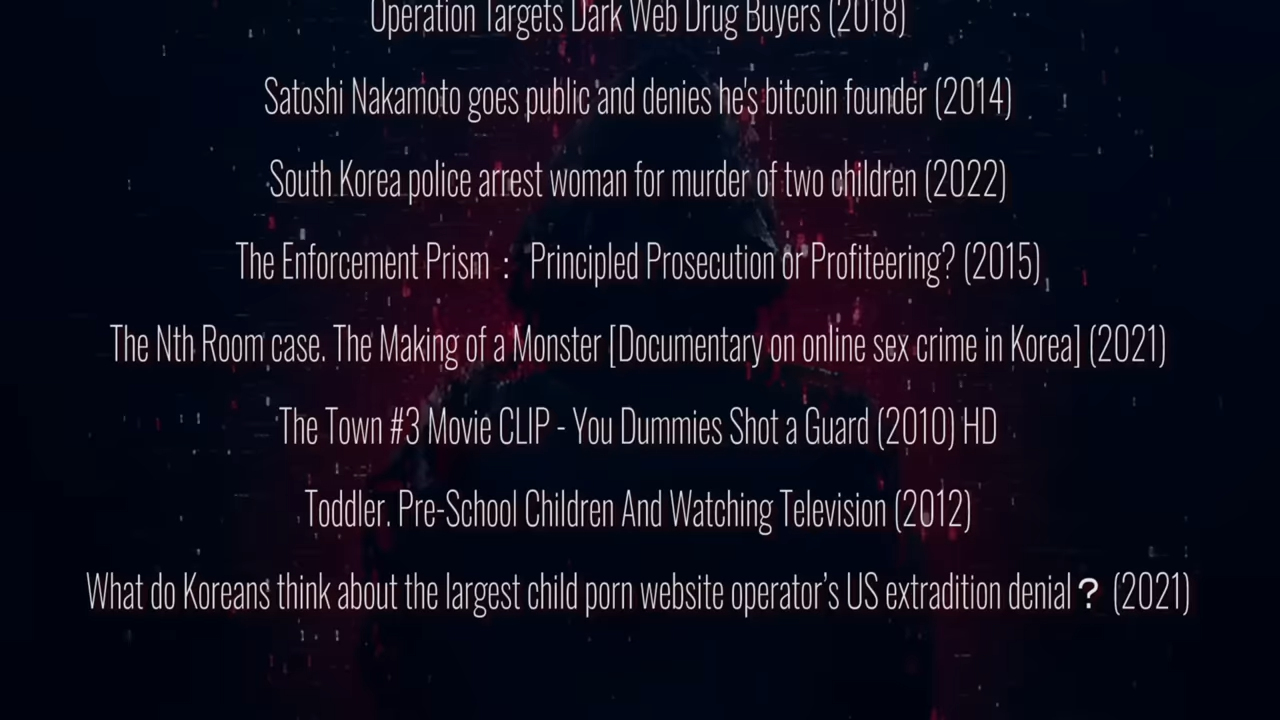 Operation Targets Dark Web Drug Buyers (2018)
Satoshi Nakamoto goes public and denies he's bitcoin founder (2014)
South Korea police arrest woman for murder of two children (2022)
The Enforcement Prism : Principled Prosecution or Profiteering? (2015)
The Nth Room case. The Making of a Monster [Documentary on online sex crime in Korea] (2021)
The Town #3 Movie CLIP - You Dummies Shot a Guard (2010) HD
Toddler. Pre-School Children And Watching Television (2012)
What do Koreans think about the largest child porn website operator’s US extradition denial? (2021)